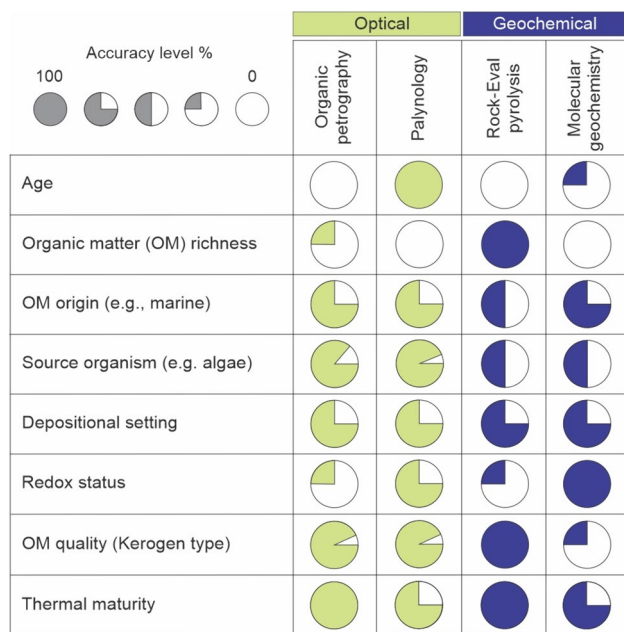 Optical
Geochemical
Accuracy level %
100
0
Organic
petrography
Palynology
Rock-Eval
pyrolysis
Molecular
geochemistry
Age
Organic matter (OM) richness
OM origin (e.g., marine)
Source organism (e.g. algae)
Depositional setting
Redox status
OM quality (Kerogen type)
Thermal maturity